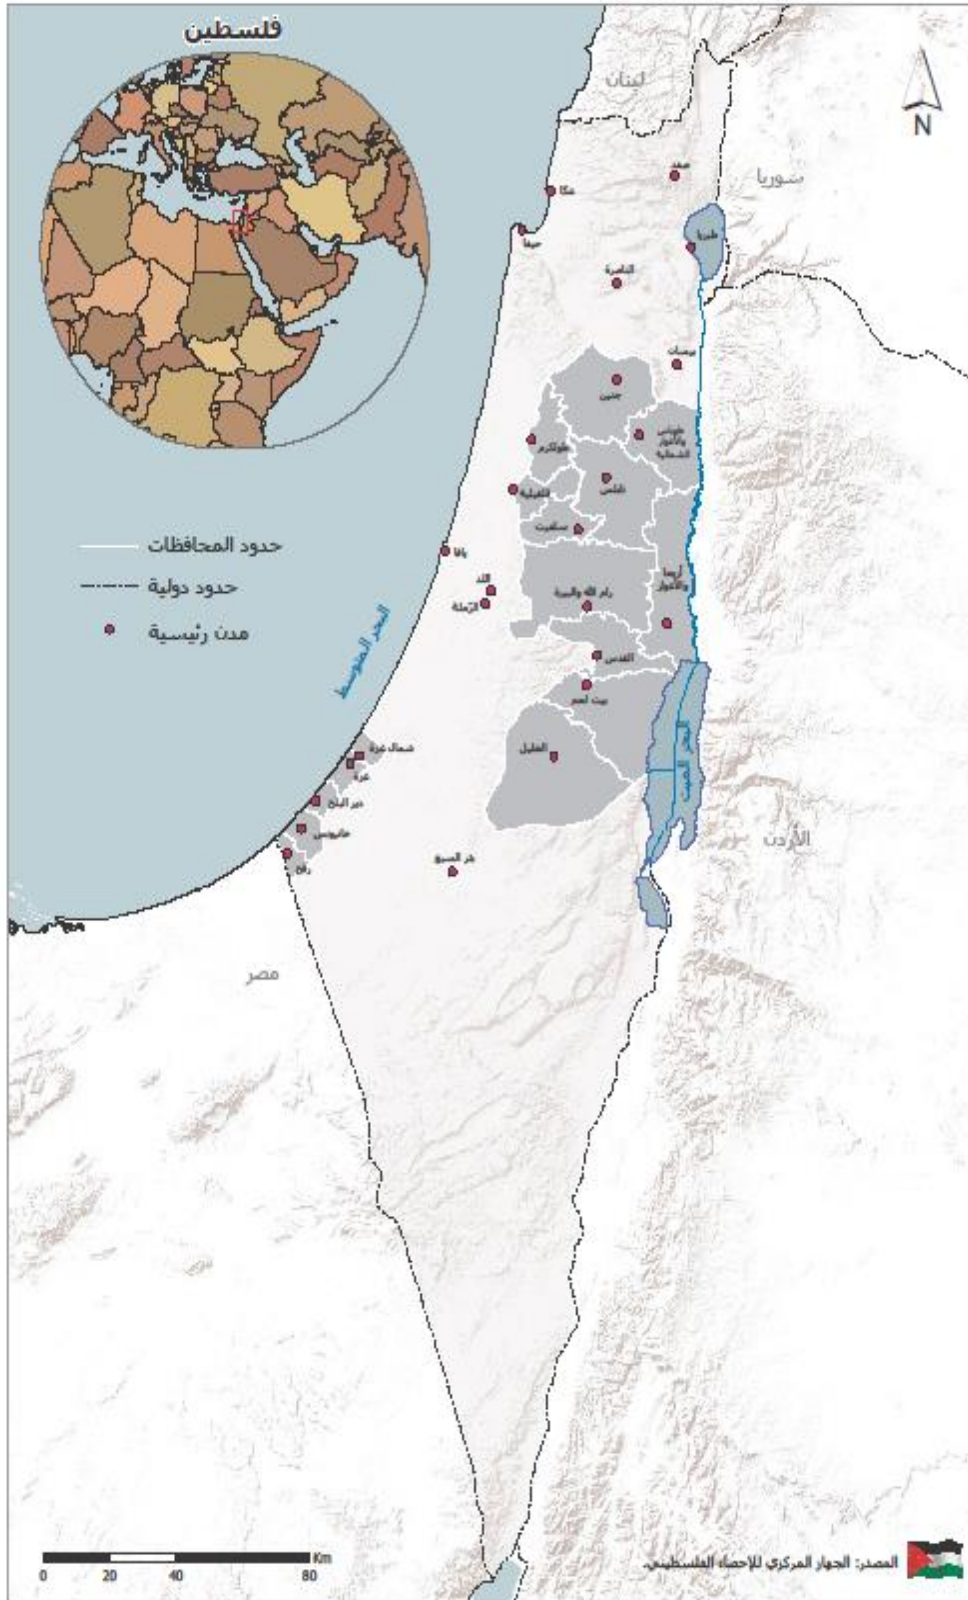 فلسطين
N
لبنان
سوريا
صفد
عكا
حيفا
طبريا
الناصرة
بيسان
جنين
طوباس
والأغوار
الشمالية
طولكرم
نابلس
قلقيلية
سلفيت
يافا
اللد
الرملة
رام الله والبيرة
أريحا
والأغوار
القدس
بيت لحم
الخليل
حدود المحافظات
حدود دولية
مدن رئيسية
البحر المتوسط
البحر الميت
شمال غزة
غزة
دير البلح
خانيونس
رفح
بئر السبع
الأردن
مصر
Km
0 20 40 80
المصدر: الجهاز المركزي للإحصاء الفلسطيني.